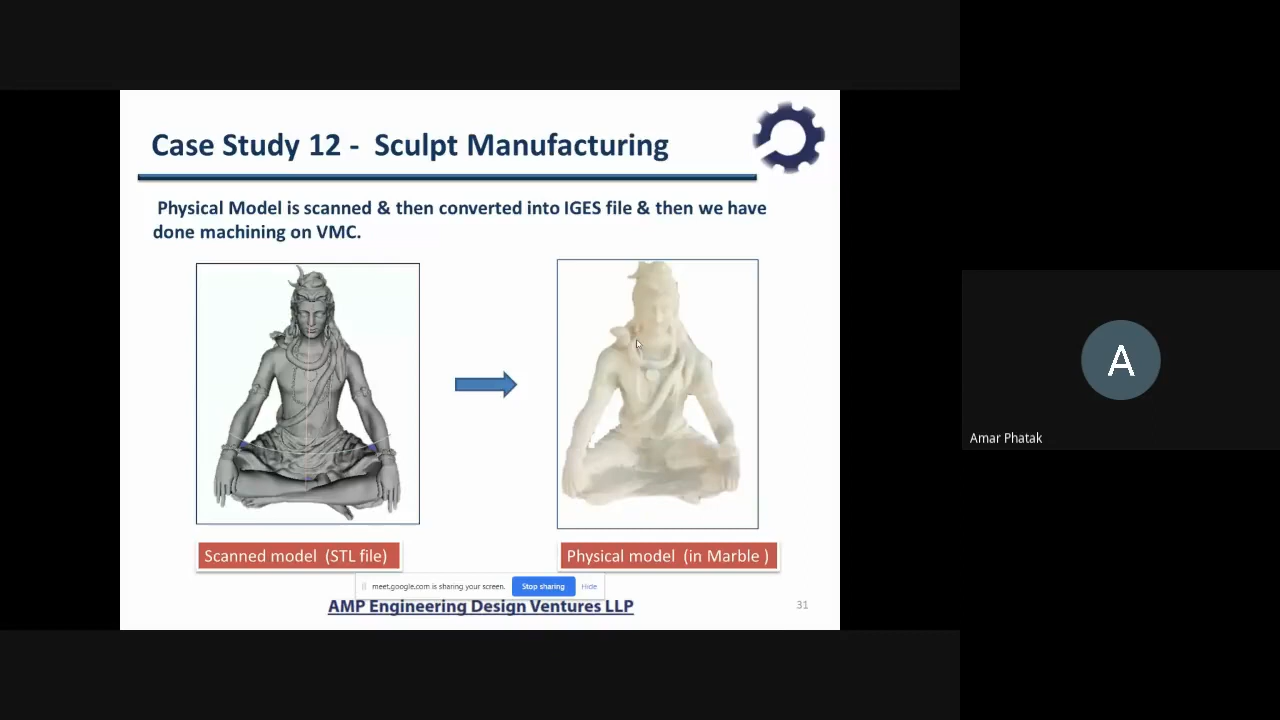 Case Study 12 - Sculpt Manufacturing
Physical Model is scanned & then converted into IGES file & then we have
done machining on VMC.
Scanned model (STL file)
Physical model (in Marble )
meet.google.com is sharing your screen.
Stop sharing
Hide
AMP Engineering Design Ventures LLP
31
A
Amar Phatak